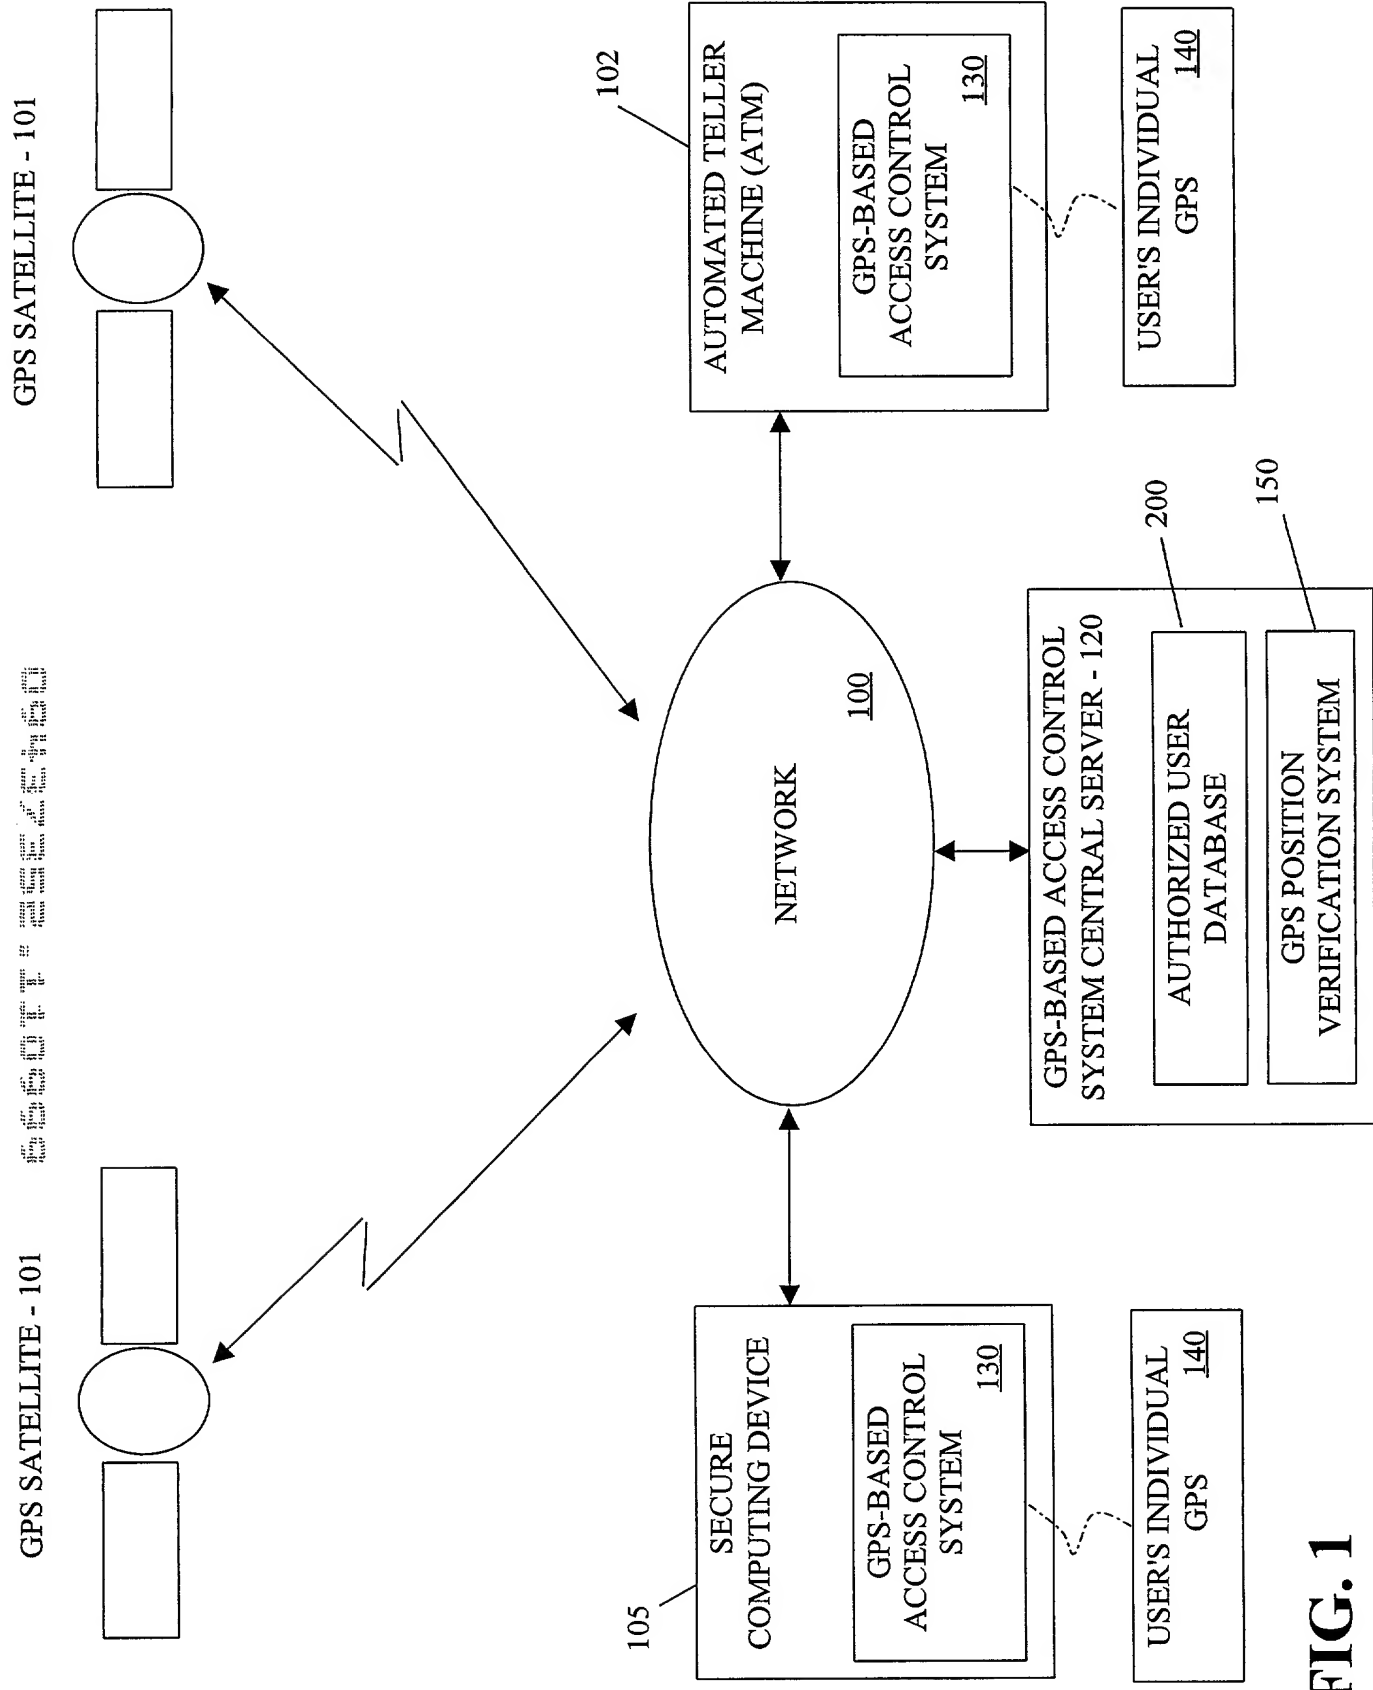 GPS SATELLITE - 101
GPS SATELLITE - 101
105
SECURE
COMPUTING DEVICE
GPS-BASED
ACCESS CONTROL
SYSTEM
130
USER'S INDIVIDUAL
GPS
140
NETWORK
100
GPS-BASED ACCESS CONTROL
SYSTEM CENTRAL SERVER - 120
AUTHORIZED USER
DATABASE
GPS POSITION
VERIFICATION SYSTEM
200
150
102
AUTOMATED TELLER
MACHINE (ATM)
GPS-BASED
ACCESS CONTROL
SYSTEM
130
USER'S INDIVIDUAL
GPS
140
FIG. 1